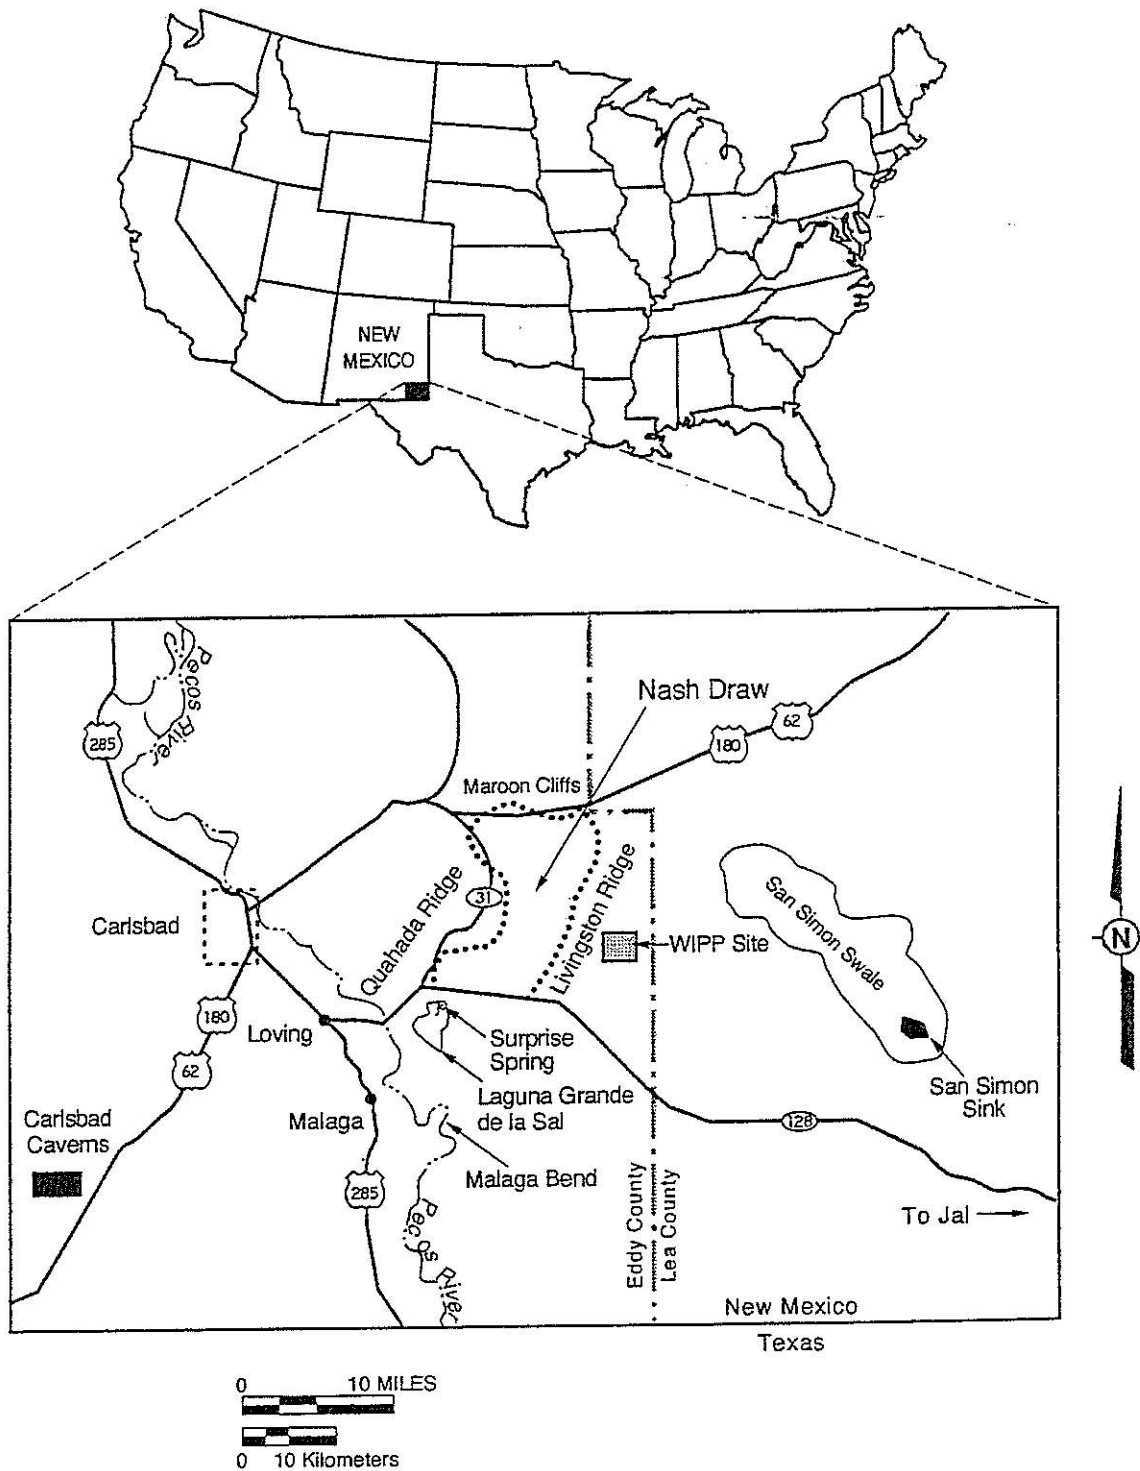 NEW
MEXICO
Pecos River
285
Nash Draw
62
180
Maroon Cliffs
31
Quahada Ridge
Livingston Ridge
WIPP Site
San Simon Swale
Carlsbad
N
180
Loving
Surprise
Spring
62
Laguna Grande
de la Sal
San Simon
Sink
Carlsbad
Caverns
Malaga
128
Malaga Bend
285
To Jal
Pecos River
Eddy County
Lea County
New Mexico
Texas
0 10 MILES
0 10 Kilometers